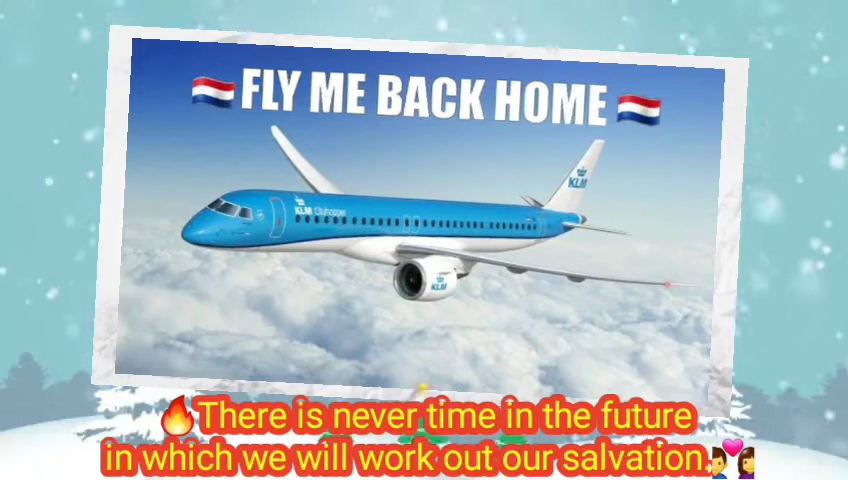 🇳🇱FLY ME BACK HOME🇳🇱
KLM Cityhopper
KLM
KLM
🔥There is never time in the future
in which we will work out our salvation.💑